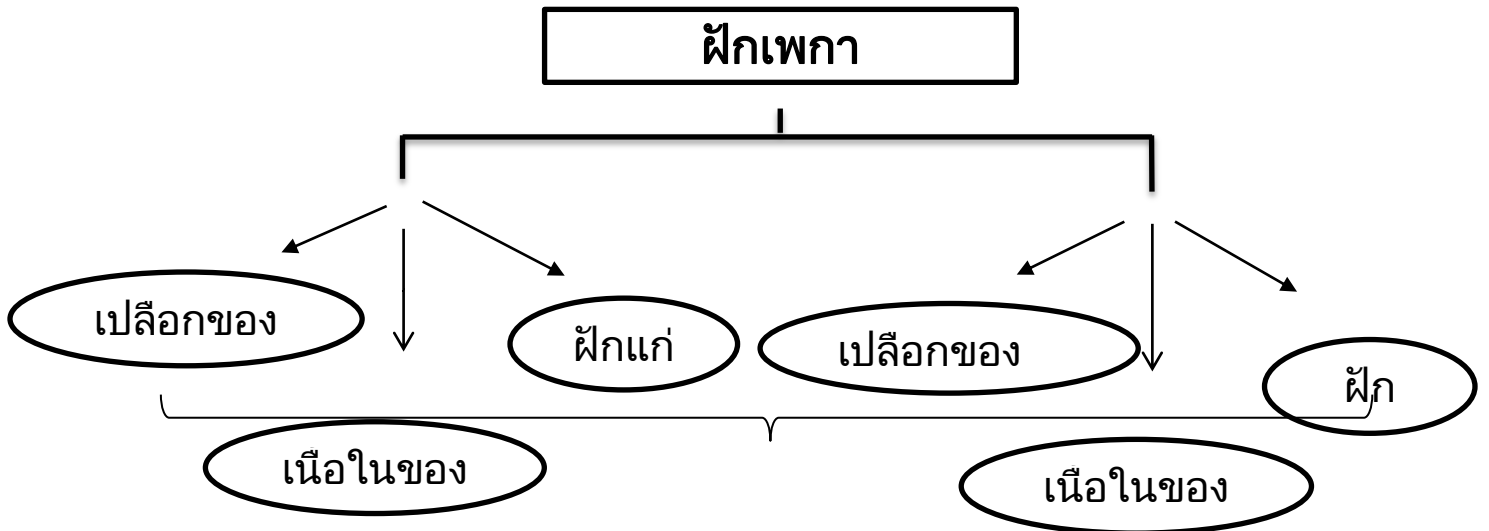 ฝักเพกา
เปลือกของ
ฝักแก่
เปลือกของ
ฝัก
เนือในของ
เนือในของ